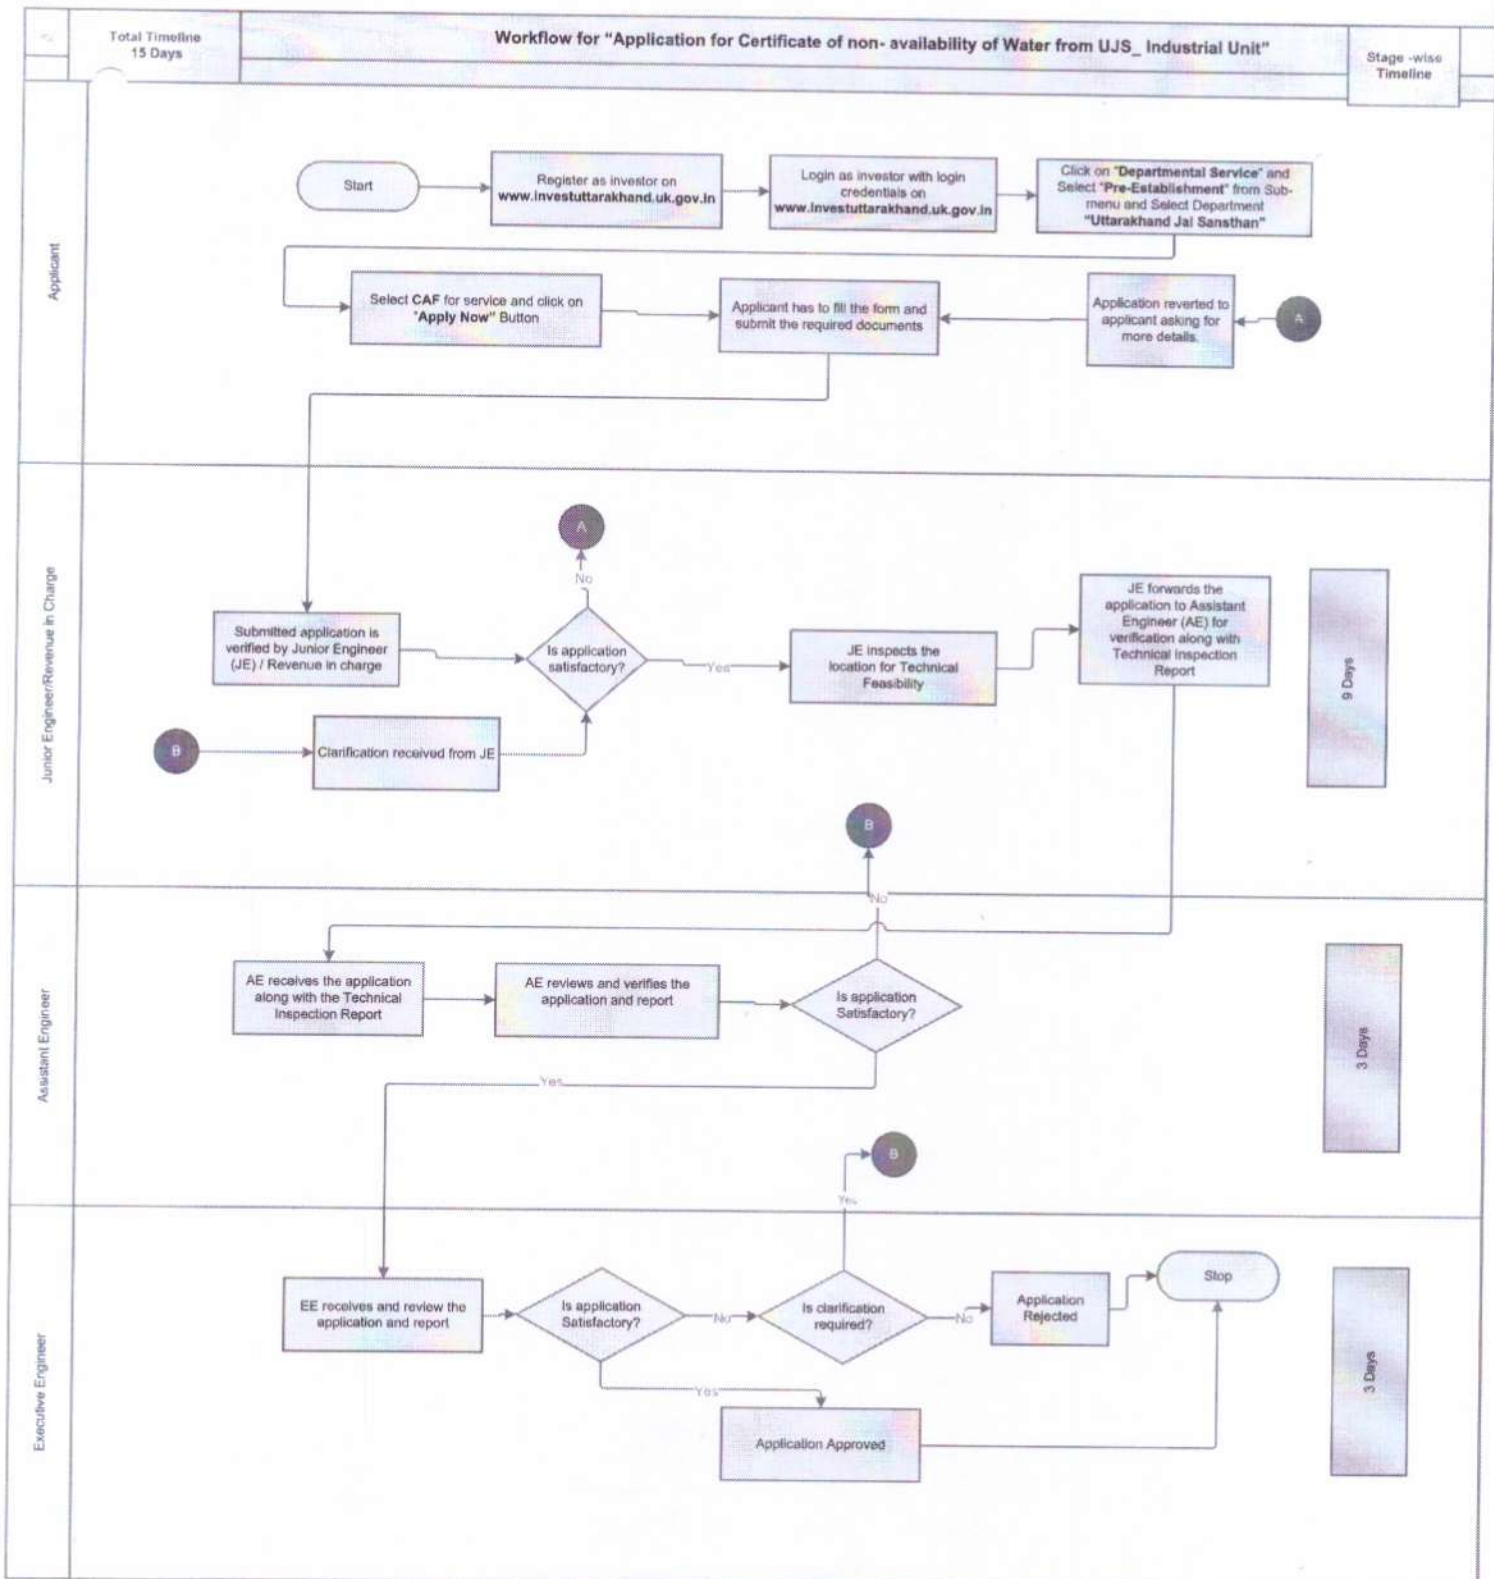 Total Timeline
15 Days
Workflow for "Application for Certificate of non- availability of Water from UJS_ Industrial Unit"
Stage -wise
Timeline
Applicant
Start
Register as investor on
www.investuttarakhand.uk.gov.in
Login as investor with login
credentials on
www.investuttarakhand.uk.gov.in
Click on "Departmental Service" and
Select "Pre-Establishment" from Sub-
menu and Select Department
"Uttarakhand Jal Sansthan"
Select CAF for service and click on
"Apply Now" Button
Applicant has to fill the form and
submit the required documents
Application reverted to
applicant asking for
more details.
A
Junior Engineer/Revenue in Charge
A
No
Submitted application is
verified by Junior Engineer
(JE) / Revenue in charge
Is application
satisfactory?
Yes
JE inspects the
location for Technical
Feasibility
JE forwards the
application to Assistant
Engineer (AE) for
verification along with
Technical Inspection
Report
9 Days
B
Clarification received from JE
B
No
Assistant Engineer
AE receives the application
along with the Technical
Inspection Report
AE reviews and verifies the
application and report
Is application
Satisfactory?
3 Days
Yes
B
Yes
Executive Engineer
EE receives and review the
application and report
Is application
Satisfactory?
No
Is clarification
required?
No
Application
Rejected
Stop
3 Days
Yes
Application Approved